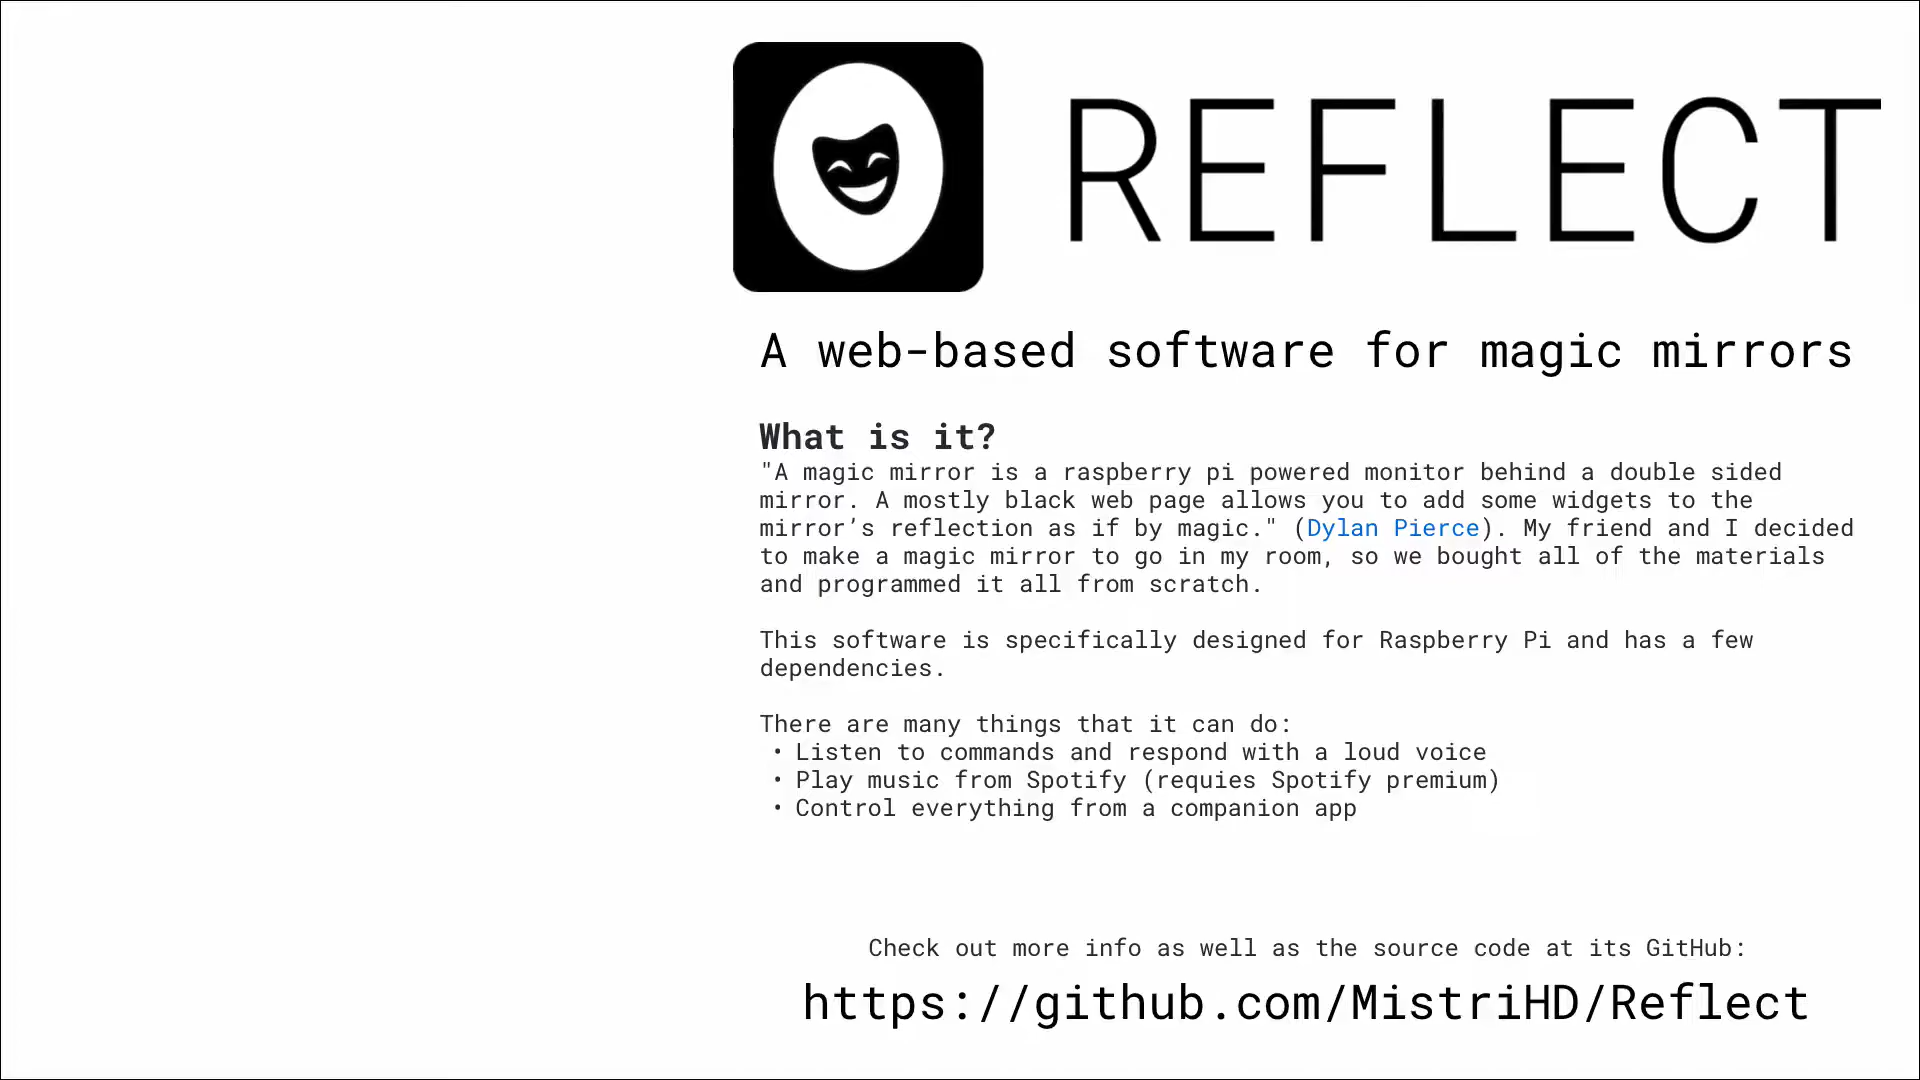 REFLECT
A web-based software for magic mirrors
What is it?
"A magic mirror is a raspberry pi powered monitor behind a double sided
mirror. A mostly black web page allows you to add some widgets to the
mirror’s reflection as if by magic." (Dylan Pierce). My friend and I decided
to make a magic mirror to go in my room, so we bought all of the materials
and programmed it all from scratch.
This software is specifically designed for Raspberry Pi and has a few
dependencies.
There are many things that it can do:
• Listen to commands and respond with a loud voice
• Play music from Spotify (requies Spotify premium)
• Control everything from a companion app
Check out more info as well as the source code at its GitHub:
https://github.com/MistriHD/Reflect